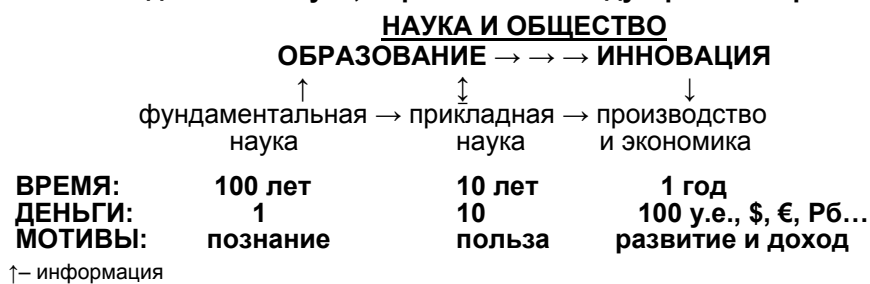 НАУКА И ОБЩЕСТВО
ОБРАЗОВАНИЕ → → → ИННОВАЦИЯ
↑ ↕ ↓
фундаментальная → прикладная → производство
наука наука и экономика
ВРЕМЯ: 100 лет 10 лет 1 год
ДЕНЬГИ: 1 10 100 у.е., $, €, Рб…
МОТИВЫ: познание польза развитие и доход
↑– информация